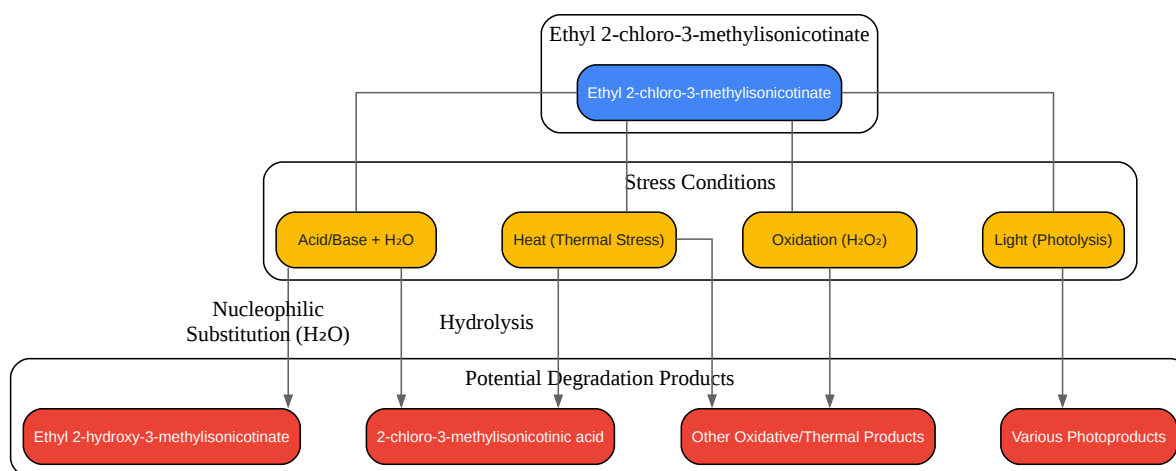 Ethyl 2-chloro-3-methylisonicotinate
Ethyl 2-chloro-3-methylisonicotinate
Stress Conditions
Acid/Base + H₂O
Heat (Thermal Stress)
Oxidation (H₂O₂)
Light (Photolysis)
Nucleophilic
Substitution (H₂O)
Hydrolysis
Potential Degradation Products
Ethyl 2-hydroxy-3-methylisonicotinate
2-chloro-3-methylisonicotinic acid
Other Oxidative/Thermal Products
Various Photoproducts